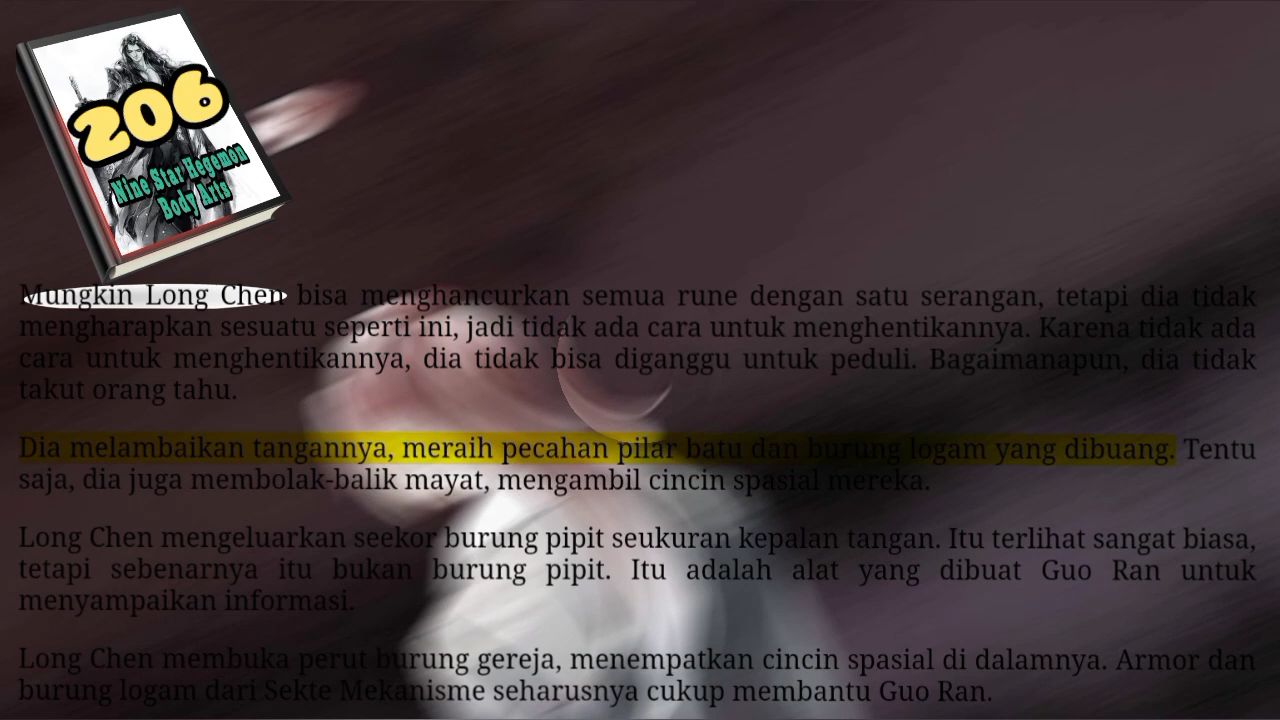 206
Nine Star Hegemon
Body Arts
Mungkin Long Chen bisa menghancurkan semua rune dengan satu serangan, tetapi dia tidak
mengharapkan sesuatu seperti ini, jadi tidak ada cara untuk menghentikannya. Karena tidak ada
cara untuk menghentikannya, dia tidak bisa diganggu untuk peduli. Bagaimanapun, dia tidak
takut orang tahu.
Dia melambaikan tangannya, meraih pecahan pilar batu dan burung logam yang dibuang. Tentu
saja, dia juga membolak-balik mayat, mengambil cincin spasial mereka.
Long Chen mengeluarkan seekor burung pipit seukuran kepalan tangan. Itu terlihat sangat biasa,
tetapi sebenarnya itu bukan burung pipit. Itu adalah alat yang dibuat Guo Ran untuk
menyampaikan informasi.
Long Chen membuka perut burung gereja, menempatkan cincin spasial di dalamnya. Armor dan
burung logam dari Sekte Mekanisme seharusnya cukup membantu Guo Ran.